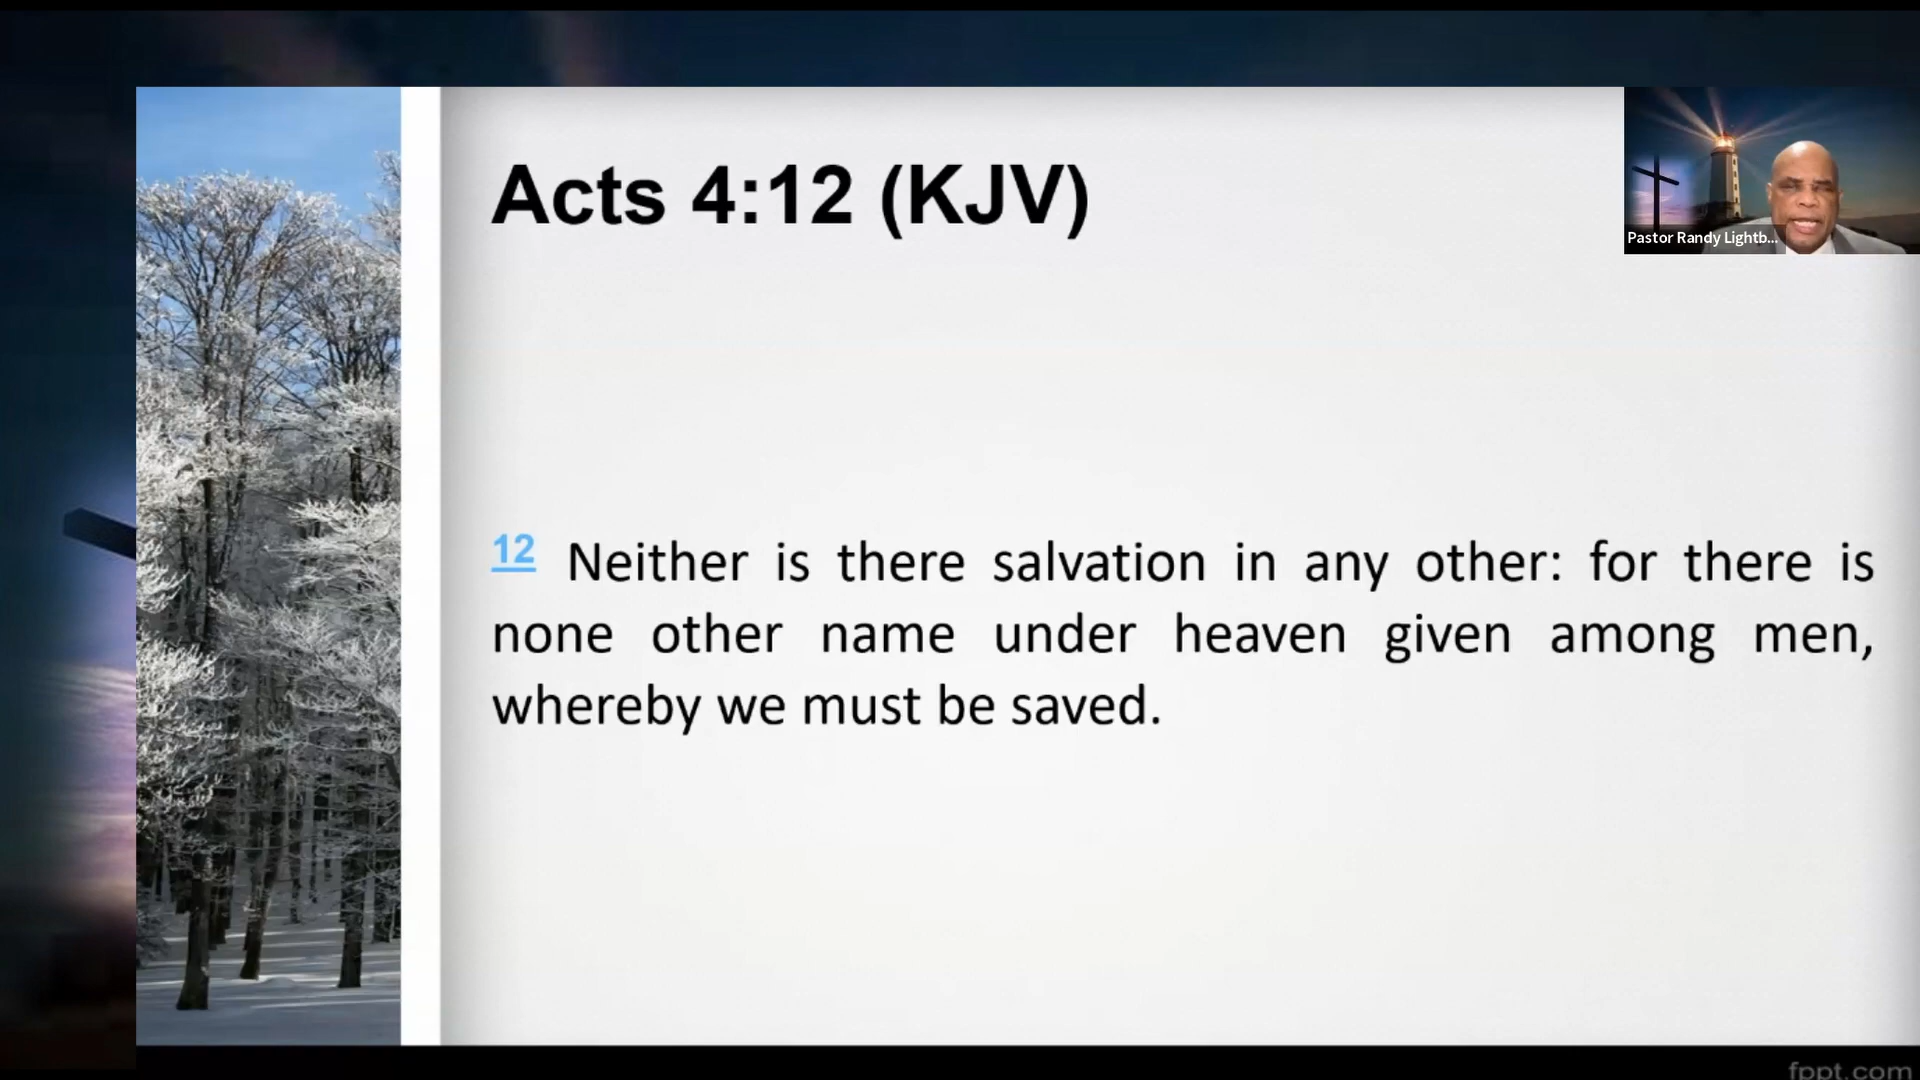 Acts 4:12 (KJV)
Pastor Randy Lightb...
12 Neither is there salvation in any other: for there is
none other name under heaven given among men,
whereby we must be saved.
fppt.com